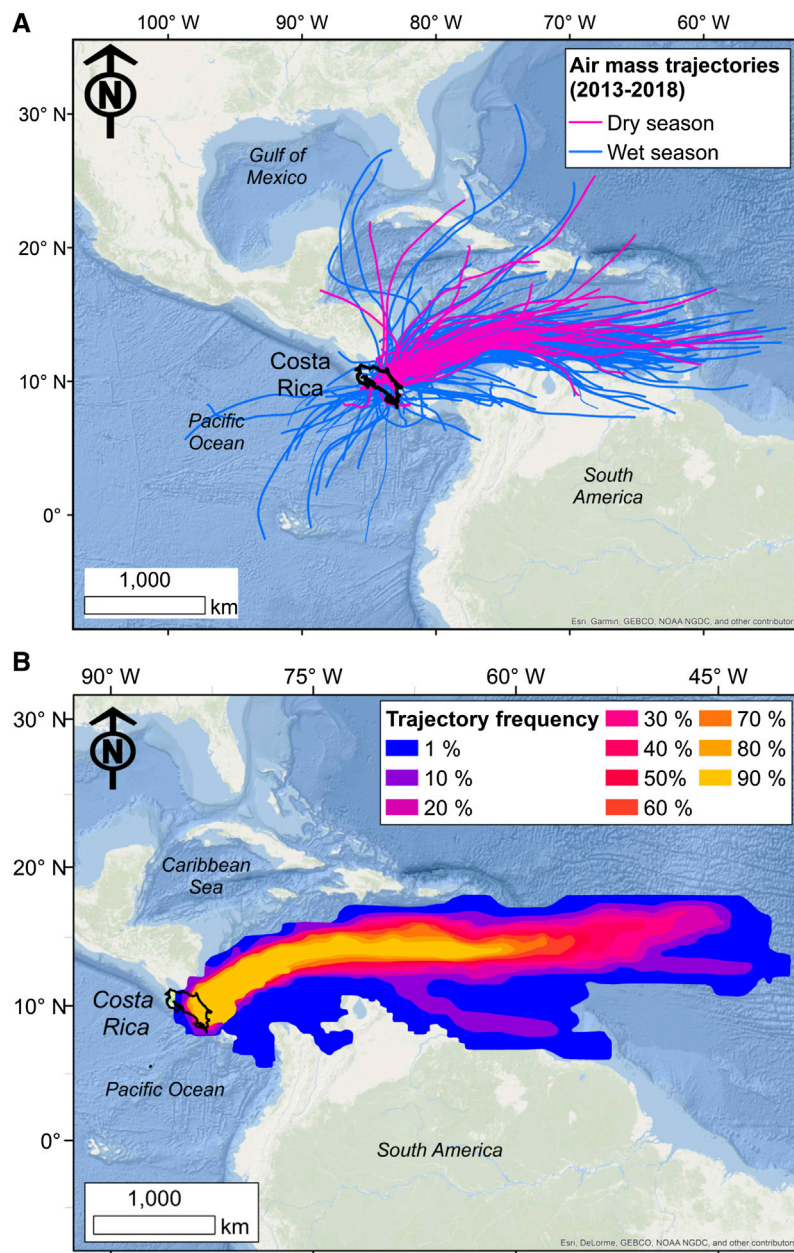 A
100° W 90° W 80° W 70° W 60° W
30° N
20° N
10° N
0°
N
Air mass trajectories
(2013-2018)
Dry season
Wet season
Gulf of
Mexico
Costa
Rica
Pacific
Ocean
South
America
1,000
km
Esri, Garmin, GEBCO, NOAA NGDC, and other contributors
B
90° W 75° W 60° W 45° W
30° N
20° N
10° N
0°
N
Trajectory frequency
1 %
10 %
20 %
30 %
40 %
50%
60 %
70 %
80 %
90 %
Caribbean
Sea
Costa
Rica
Pacific Ocean
South America
1,000
km
Esri, DeLorme, GEBCO, NOAA NGDC, and other contributors